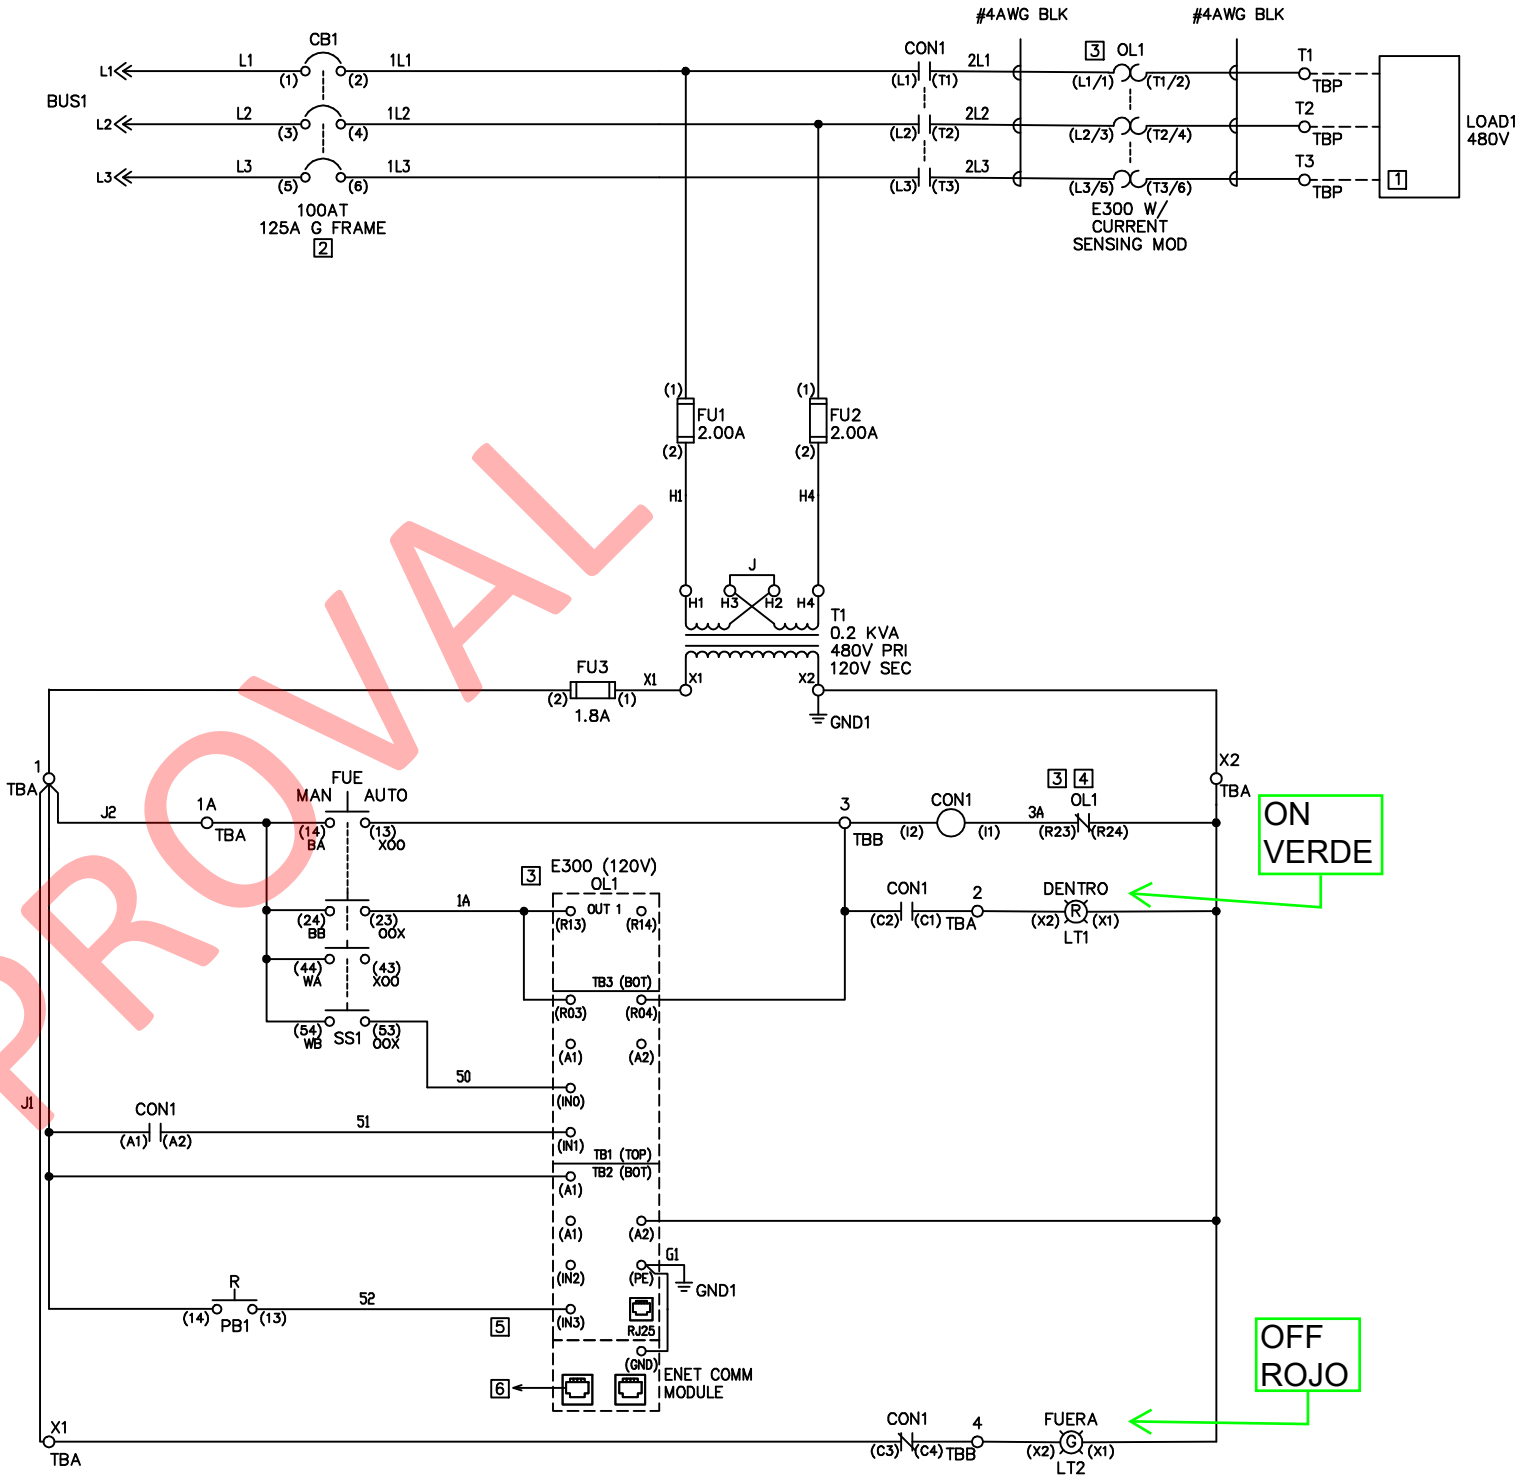 #4AWG BLK
#4AWG BLK
CB1
CON1
3 OL1
T1
L1
L1
1L1
2L1
(1) (2)
(L1) (T1)
(L1/1) (T1/2)
TBP
BUS1
L2
L2
1L2
2L2
T2
(3) (4)
(L2) (T2)
(L2/3) (T2/4)
TBP
LOAD1
480V
L3
L3
1L3
2L3
T3
(5) (6)
(L3) (T3)
(L3/5) (T3/6)
TBP
1
100AT
125A G FRAME
2
E300 W/
CURRENT
SENSING MOD
(1)
FU1
2.00A
(2)
(1)
FU2
2.00A
(2)
H1
H4
J
H1 H3 H2 H4
T1
0.2 KVA
480V PRI
120V SEC
FU3
X1
X1
X2
(2) (1)
1.8A
GND1
PROVAL
1
TBA
X2
TBA
FUE
MAN AUTO
J2
1A
TBA
(14) (13)
BA XOO
3
TBB
CON1
(I2) (I1)
3A
3 4
OL1
(R23) (R24)
ON
VERDE
3
E300 (120V)
OL1
1A
OUT 1
(24) (23)
BB OOX
(R13) (R14)
CON1
(C2) (C1)
2
TBA
DENTRO
(X2) R (X1)
LT1
(44) (43)
WA XOO
TB3 (BOT)
(R03) (R04)
(54) (53)
WB SS1 OOX
(A1) (A2)
50
(IN0)
J1
CON1
(A1) (A2)
51
(IN1)
TB1 (TOP)
TB2 (BOT)
(A1)
(A1) (A2)
(IN2) (PE)
G1
GND1
R
(14) (13)
PB1
52
(IN3)
RJ25
5
(GND)
ENET COMM
MODULE
6
OFF
ROJO
X1
TBA
CON1
(C3) (C4)
4
TBB
FUERA
(X2) G (X1)
LT2